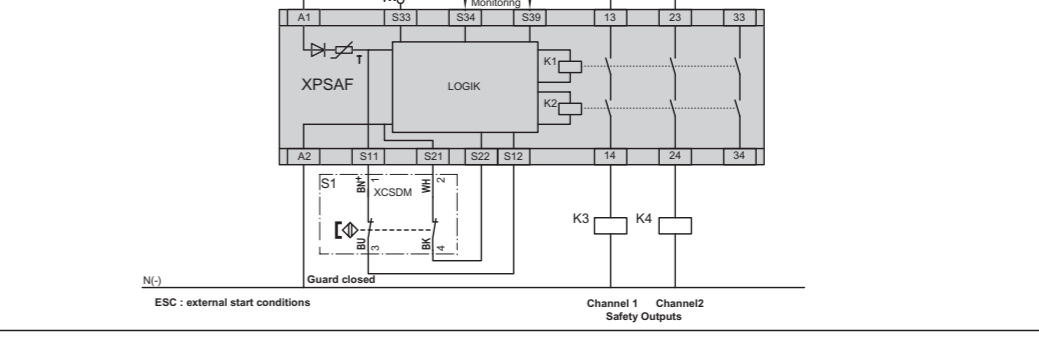 Monitoring
A1 S33 S34 S39 13 23 33
T
K1
XPSAF
LOGIK
K2
A2 S11 S21 S22 S12 14 24 34
S1 BN+ 1 XCSDM WH 2
K3 K4
BU 3 BK 4
N(-)
Guard closed
ESC : external start conditions
Channel 1 Channel2
Safety Outputs